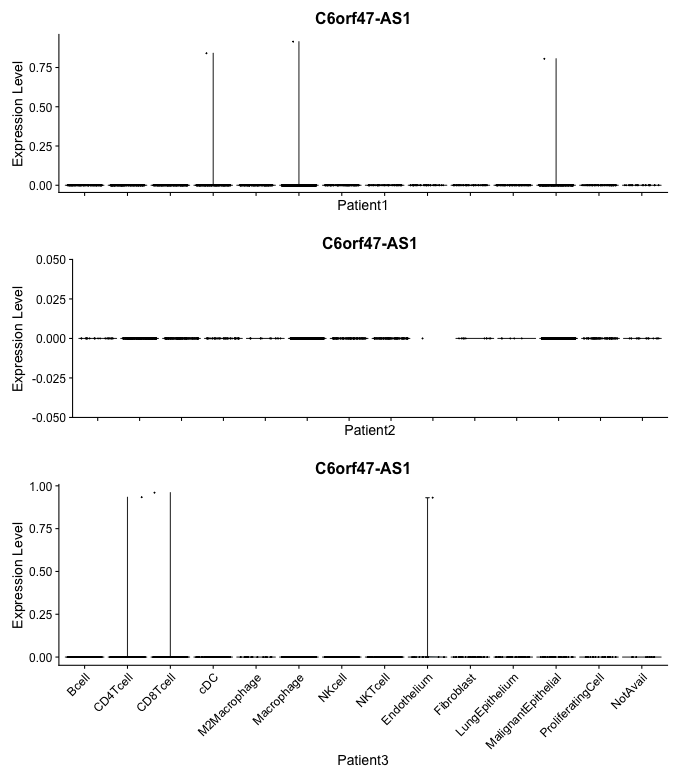 C6orf47-AS1
Expression Level
0.75
0.50
0.25
0.00
Patient1
C6orf47-AS1
Expression Level
0.050
0.025
0.000
-0.025
-0.050
Patient2
C6orf47-AS1
Expression Level
1.00
0.75
0.50
0.25
0.00
Bcell
CD4Tcell
CD8Tcell
cDC
M2Macrophage
Macrophage
NKcell
NKTcell
Endothelium
Fibroblast
LungEpithelium
MalignantEpithelial
ProliferatingCell
NotAvail
Patient3